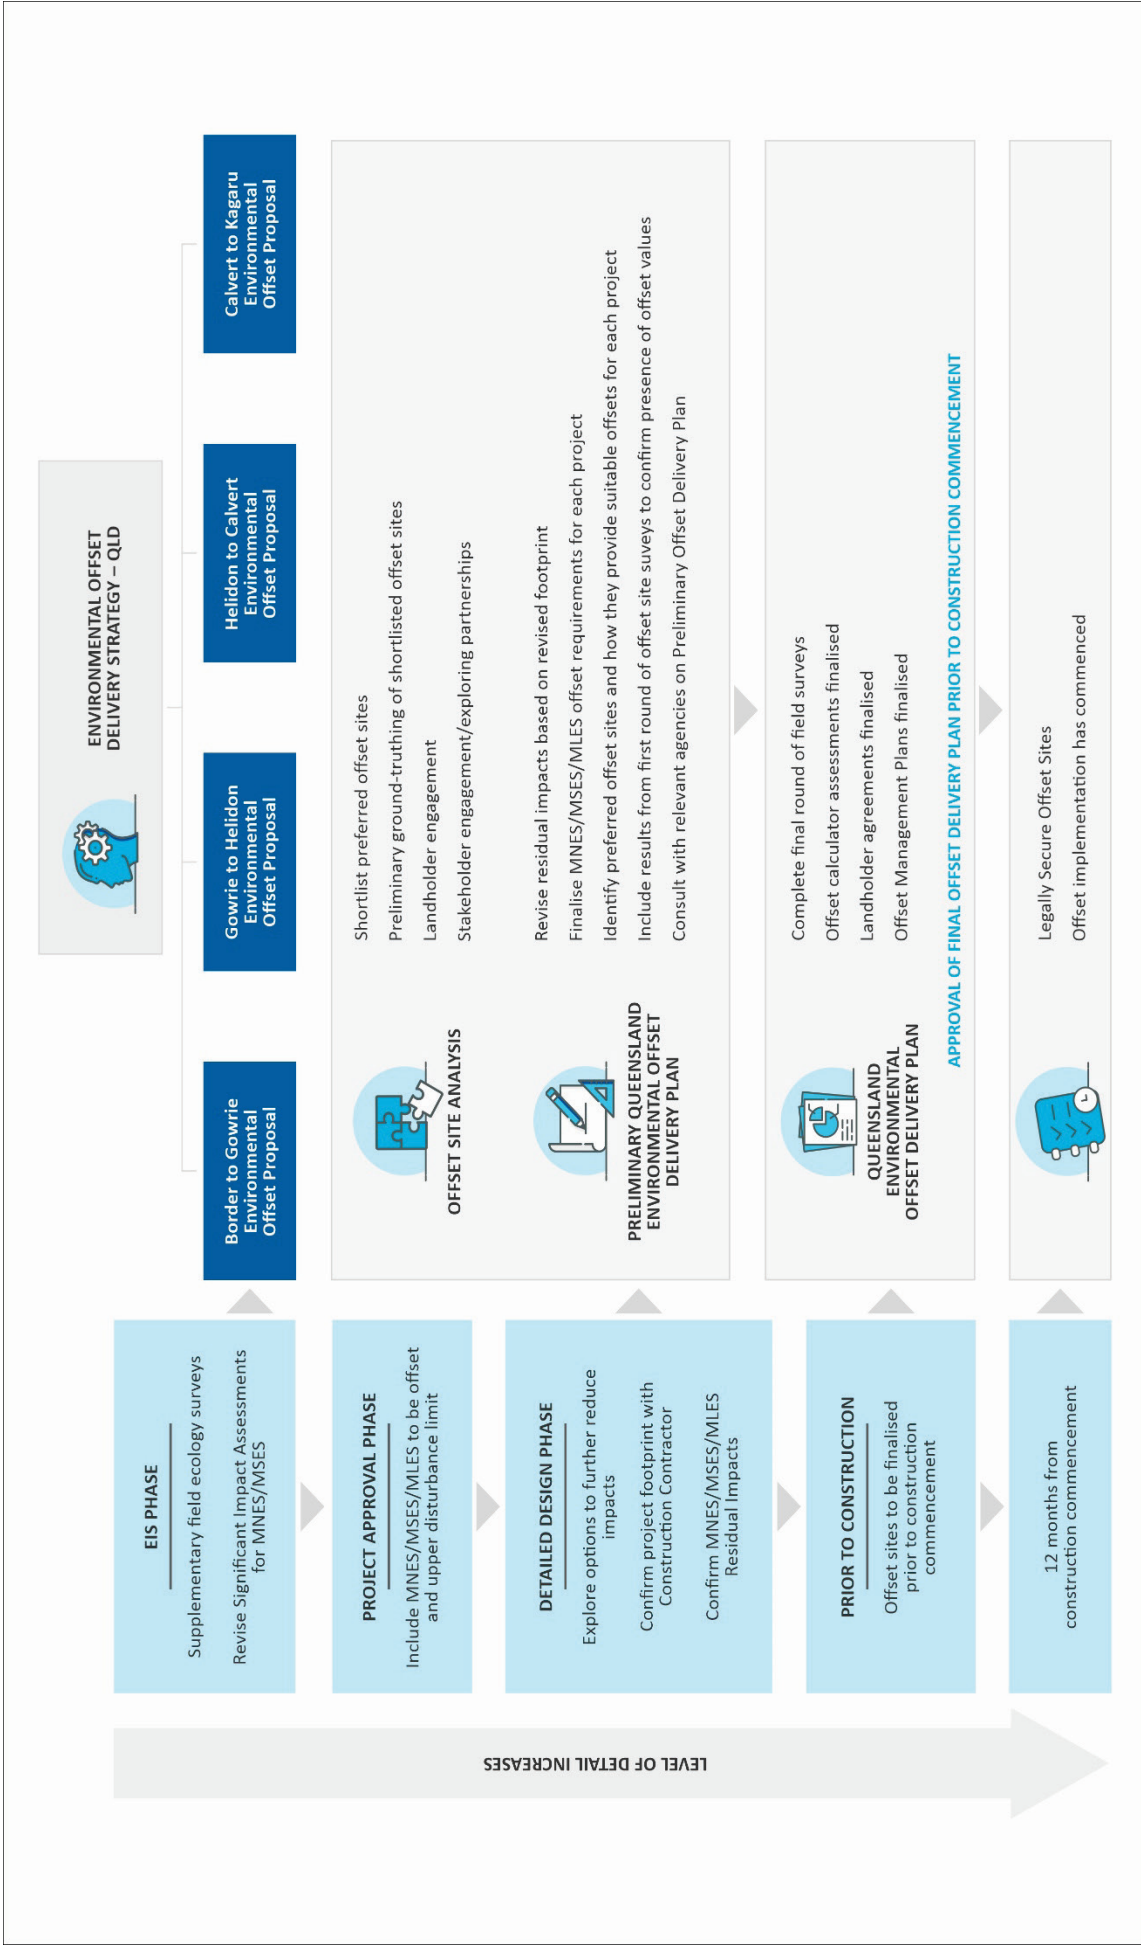 ENVIRONMENTAL OFFSET
DELIVERY STRATEGY – QLD
Border to Gowrie
Environmental
Offset Proposal
Gowrie to Helidon
Environmental
Offset Proposal
Helidon to Calvert
Environmental
Offset Proposal
Calvert to Kagaru
Environmental
Offset Proposal
LEVEL OF DETAIL INCREASES
EIS PHASE
Supplementary field ecology surveys
Revise Significant Impact Assessments
for MNES/MSES
PROJECT APPROVAL PHASE
Include MNES/MSES/MLES to be offset
and upper disturbance limit
DETAILED DESIGN PHASE
Explore options to further reduce
impacts
Confirm project footprint with
Construction Contractor
Confirm MNES/MSES/MLES
Residual Impacts
PRIOR TO CONSTRUCTION
Offset sites to be finalised
prior to construction
commencement
12 months from
construction commencement
OFFSET SITE ANALYSIS
Shortlist preferred offset sites
Preliminary ground-truthing of shortlisted offset sites
Landholder engagement
Stakeholder engagement/exploring partnerships
PRELIMINARY QUEENSLAND
ENVIRONMENTAL OFFSET
DELIVERY PLAN
Revise residual impacts based on revised footprint
Finalise MNES/MSES/MLES offset requirements for each project
Identify preferred offset sites and how they provide suitable offsets for each project
Include results from first round of offset site suveys to confirm presence of offset values
Consult with relevant agencies on Preliminary Offset Delivery Plan
QUEENSLAND
ENVIRONMENTAL
OFFSET DELIVERY PLAN
Complete final round of field surveys
Offset calculator assessments finalised
Landholder agreements finalised
Offset Management Plans finalised
APPROVAL OF FINAL OFFSET DELIVERY PLAN PRIOR TO CONSTRUCTION COMMENCEMENT
Legally Secure Offset Sites
Offset implementation has commenced